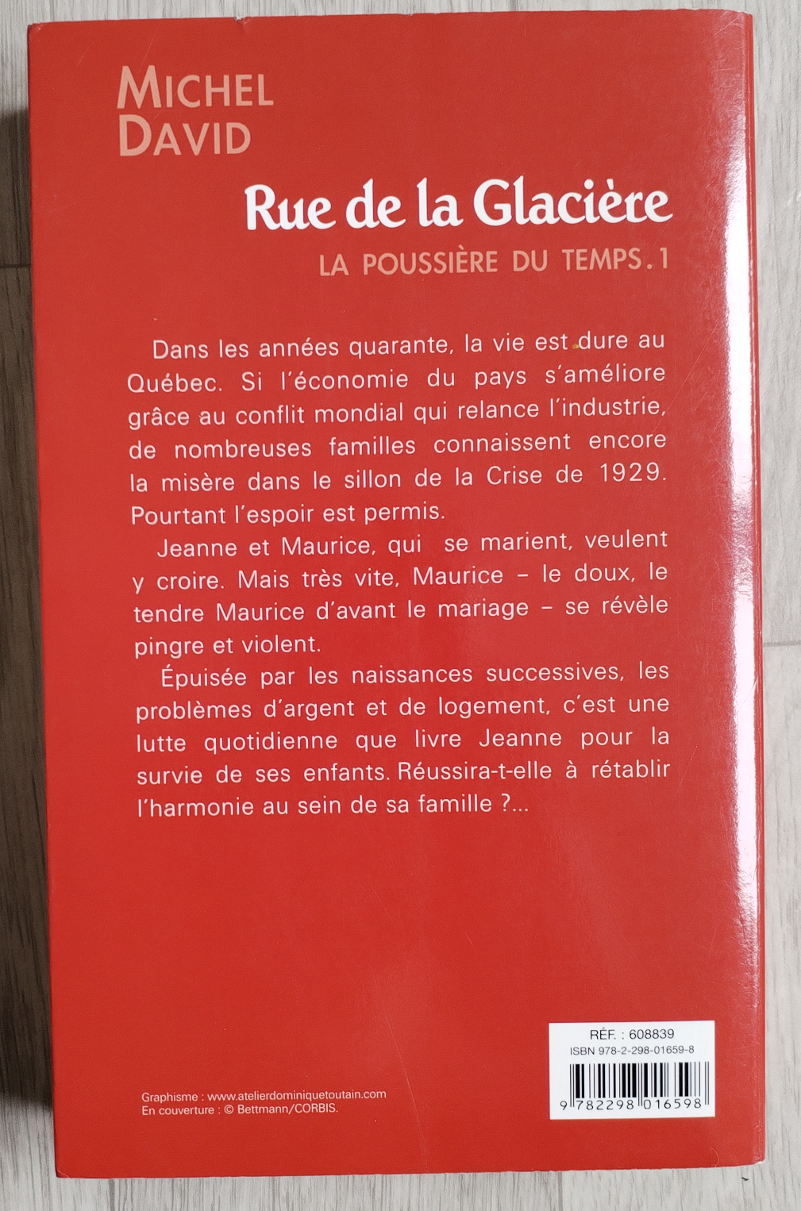 MICHEL
DAVID
Rue de la Glacière
LA POUSSIÈRE DU TEMPS.1
Dans les années quarante, la vie est dure au
Québec. Si l'économie du pays s'améliore
grâce au conflit mondial qui relance l'industrie,
de nombreuses familles connaissent encore
la misère dans le sillon de la Crise de 1929.
Pourtant l'espoir est permis.
Jeanne et Maurice, qui se marient, veulent
y croire. Mais très vite, Maurice – le doux, le
tendre Maurice d'avant le mariage – se révèle
pingre et violent.
Épuisée par les naissances successives, les
problèmes d'argent et de logement, c'est une
lutte quotidienne que livre Jeanne pour la
survie de ses enfants. Réussira-t-elle à rétablir
l'harmonie au sein de sa famille ?...
RÉF. : 608839
ISBN 978-2-298-01659-8
9 782298 016598
Graphisme : www.atelierdominiquetoutain.com
En couverture : © Bettmann/CORBIS.